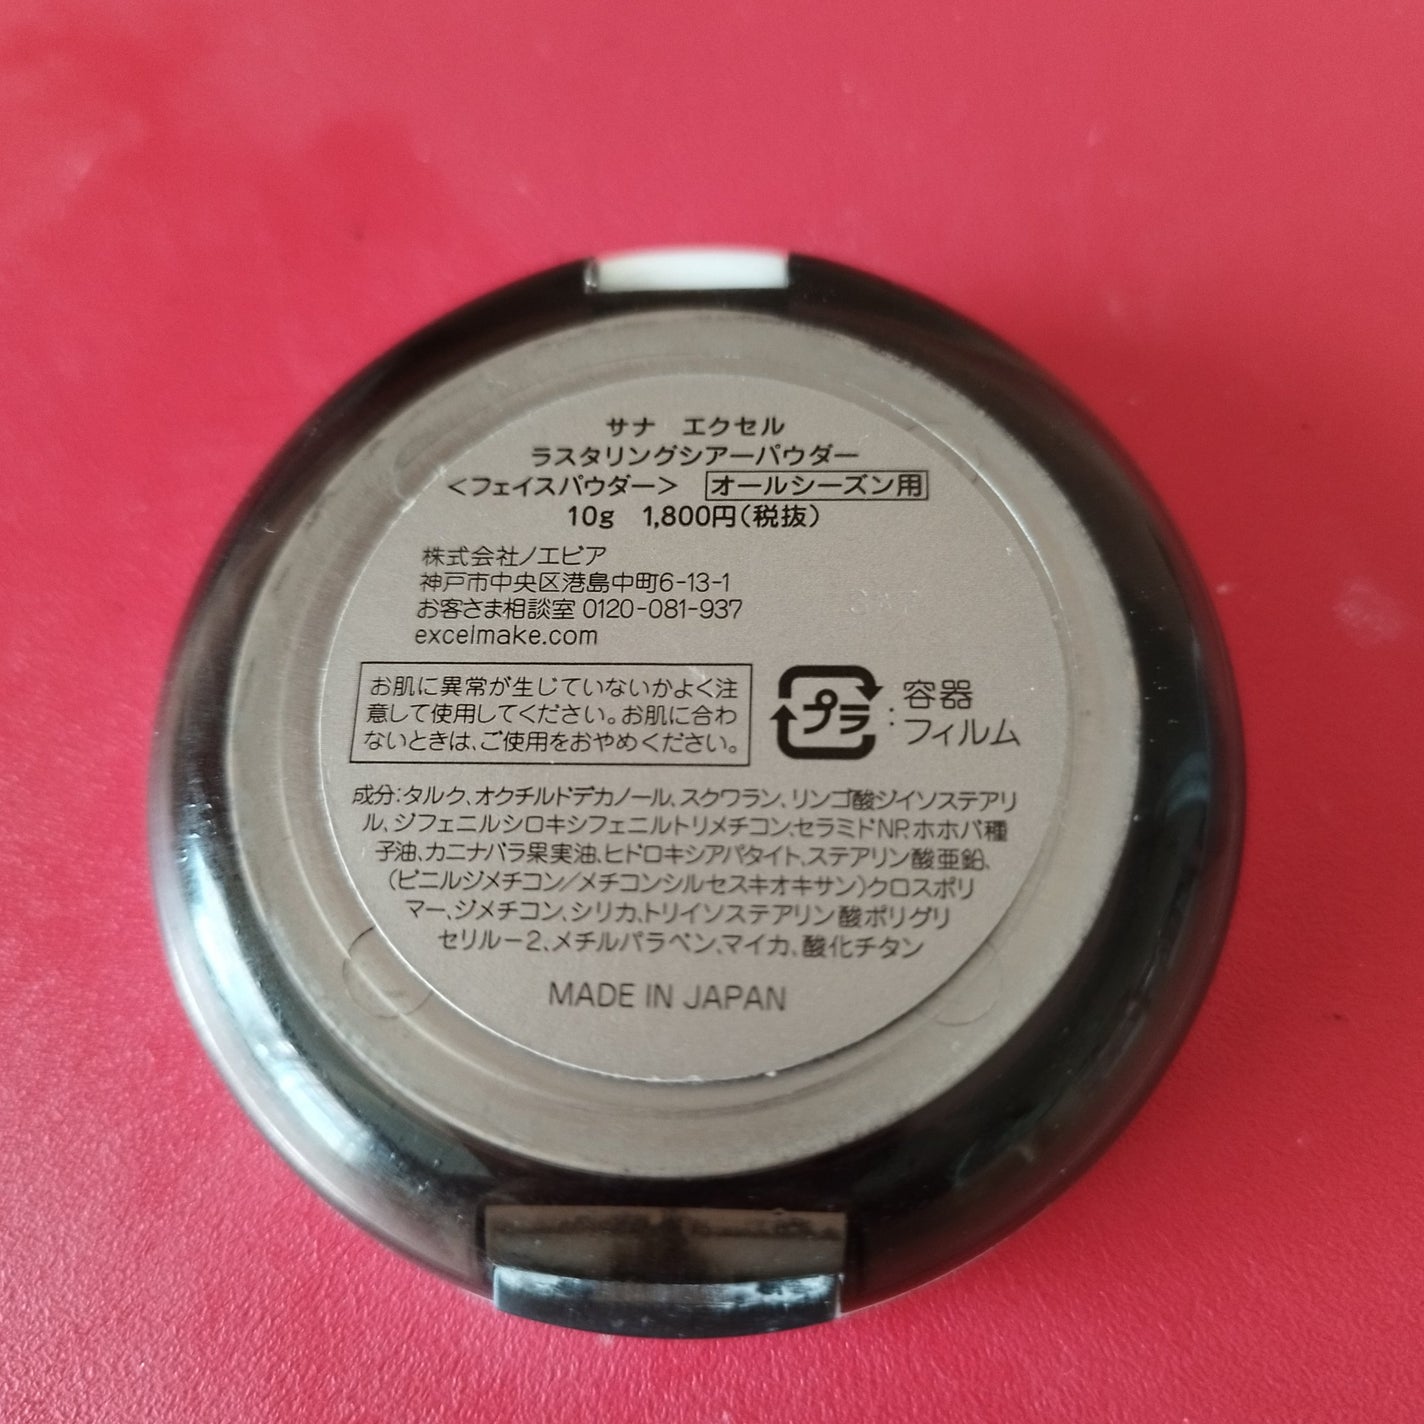 サナ エクセル
ラスタリングシアーパウダー
＜フェイスパウダー＞ オールシーズン用
10g 1,800円(税抜)
株式会社ノエビア
神戸市中央区港島中町6-13-1
お客さま相談室 0120-081-937
excelmake.com
お肌に異常が生じていないかよく注
意して使用してください。お肌に合わ
ないときは、ご使用をおやめください。
プラ : 容器
フィルム
成分:タルク、オクチルドデカノール、スクワラン、リンゴ酸ジイソステアリ
ル、ジフェニルシロキシフェニルトリメチコン、セラミドNP、ホホバ種
子油、カニナバラ果実油、ヒドロキシアパタイト、ステアリン酸亜鉛、
(ビニルジメチコン/メチコンシルセスキオキサン)クロスポリ
マー、ジメチコン、シリカ、トリイソステアリン酸ポリグリ
セリル－2、メチルパラベン、マイカ、酸化チタン
MADE IN JAPAN